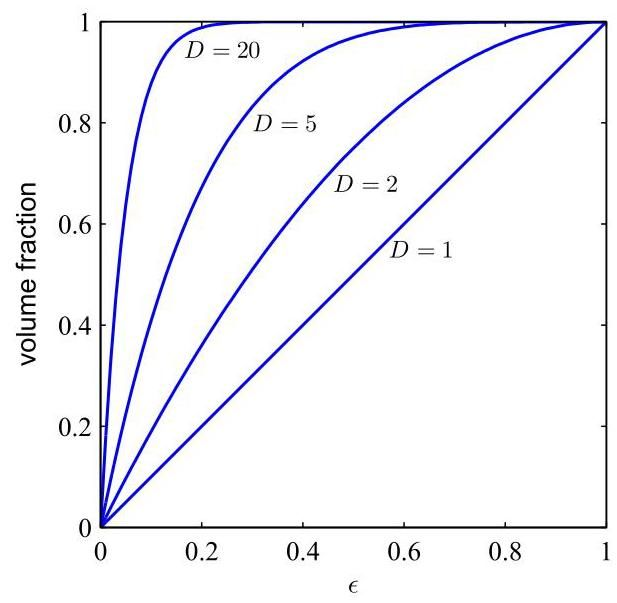 1
D = 20
0.8
D = 5
D = 2
0.6
D = 1
volume fraction
0.4
0.2
0
0 0.2 0.4 0.6 0.8 1
ϵ